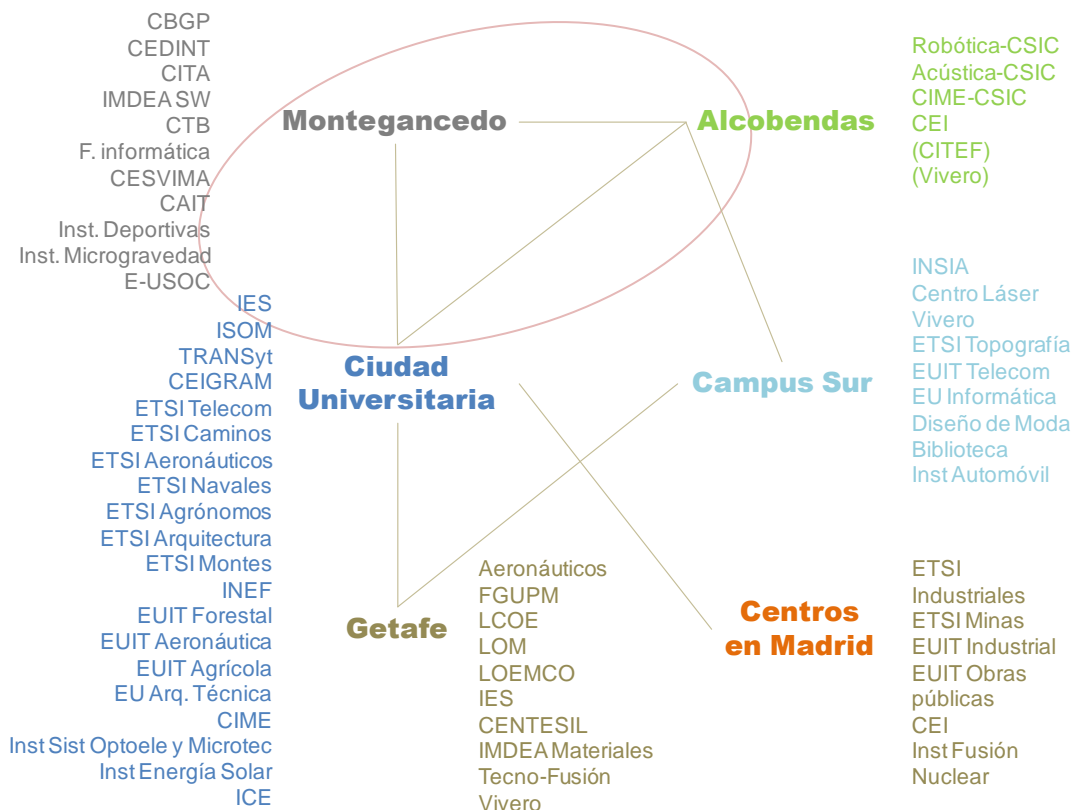 CBGP
CEDINT
CITA
IMDEA SW
CTB
F. informática
CESVIMA
CAIT
Inst. Deportivas
Inst. Microgravedad
E-USOC
Montegancedo
Alcobendas
Robótica-CSIC
Acústica-CSIC
CIME-CSIC
CEI
(CITEF)
(Vivero)
IES
ISOM
TRANSyt
CEIGRAM
ETSI Telecom
ETSI Caminos
ETSI Aeronáuticos
ETSI Navales
ETSI Agrónomos
ETSI Arquitectura
ETSI Montes
INEF
EUIT Forestal
EUIT Aeronáutica
EUIT Agrícola
EU Arq. Técnica
CIME
Inst Sist Optoele y Microtec
Inst Energía Solar
ICE
Ciudad
Universitaria
Campus Sur
INSIA
Centro Láser
Vivero
ETSI Topografía
EUIT Telecom
EU Informática
Diseño de Moda
Biblioteca
Inst Automóvil
Getafe
Aeronáuticos
FGUPM
LCOE
LOM
LOEMCO
IES
CENTESIL
IMDEA Materiales
Tecno-Fusión
Vivero
Centros
en Madrid
ETSI
Industriales
ETSI Minas
EUIT Industrial
EUIT Obras
públicas
CEI
Inst Fusión
Nuclear